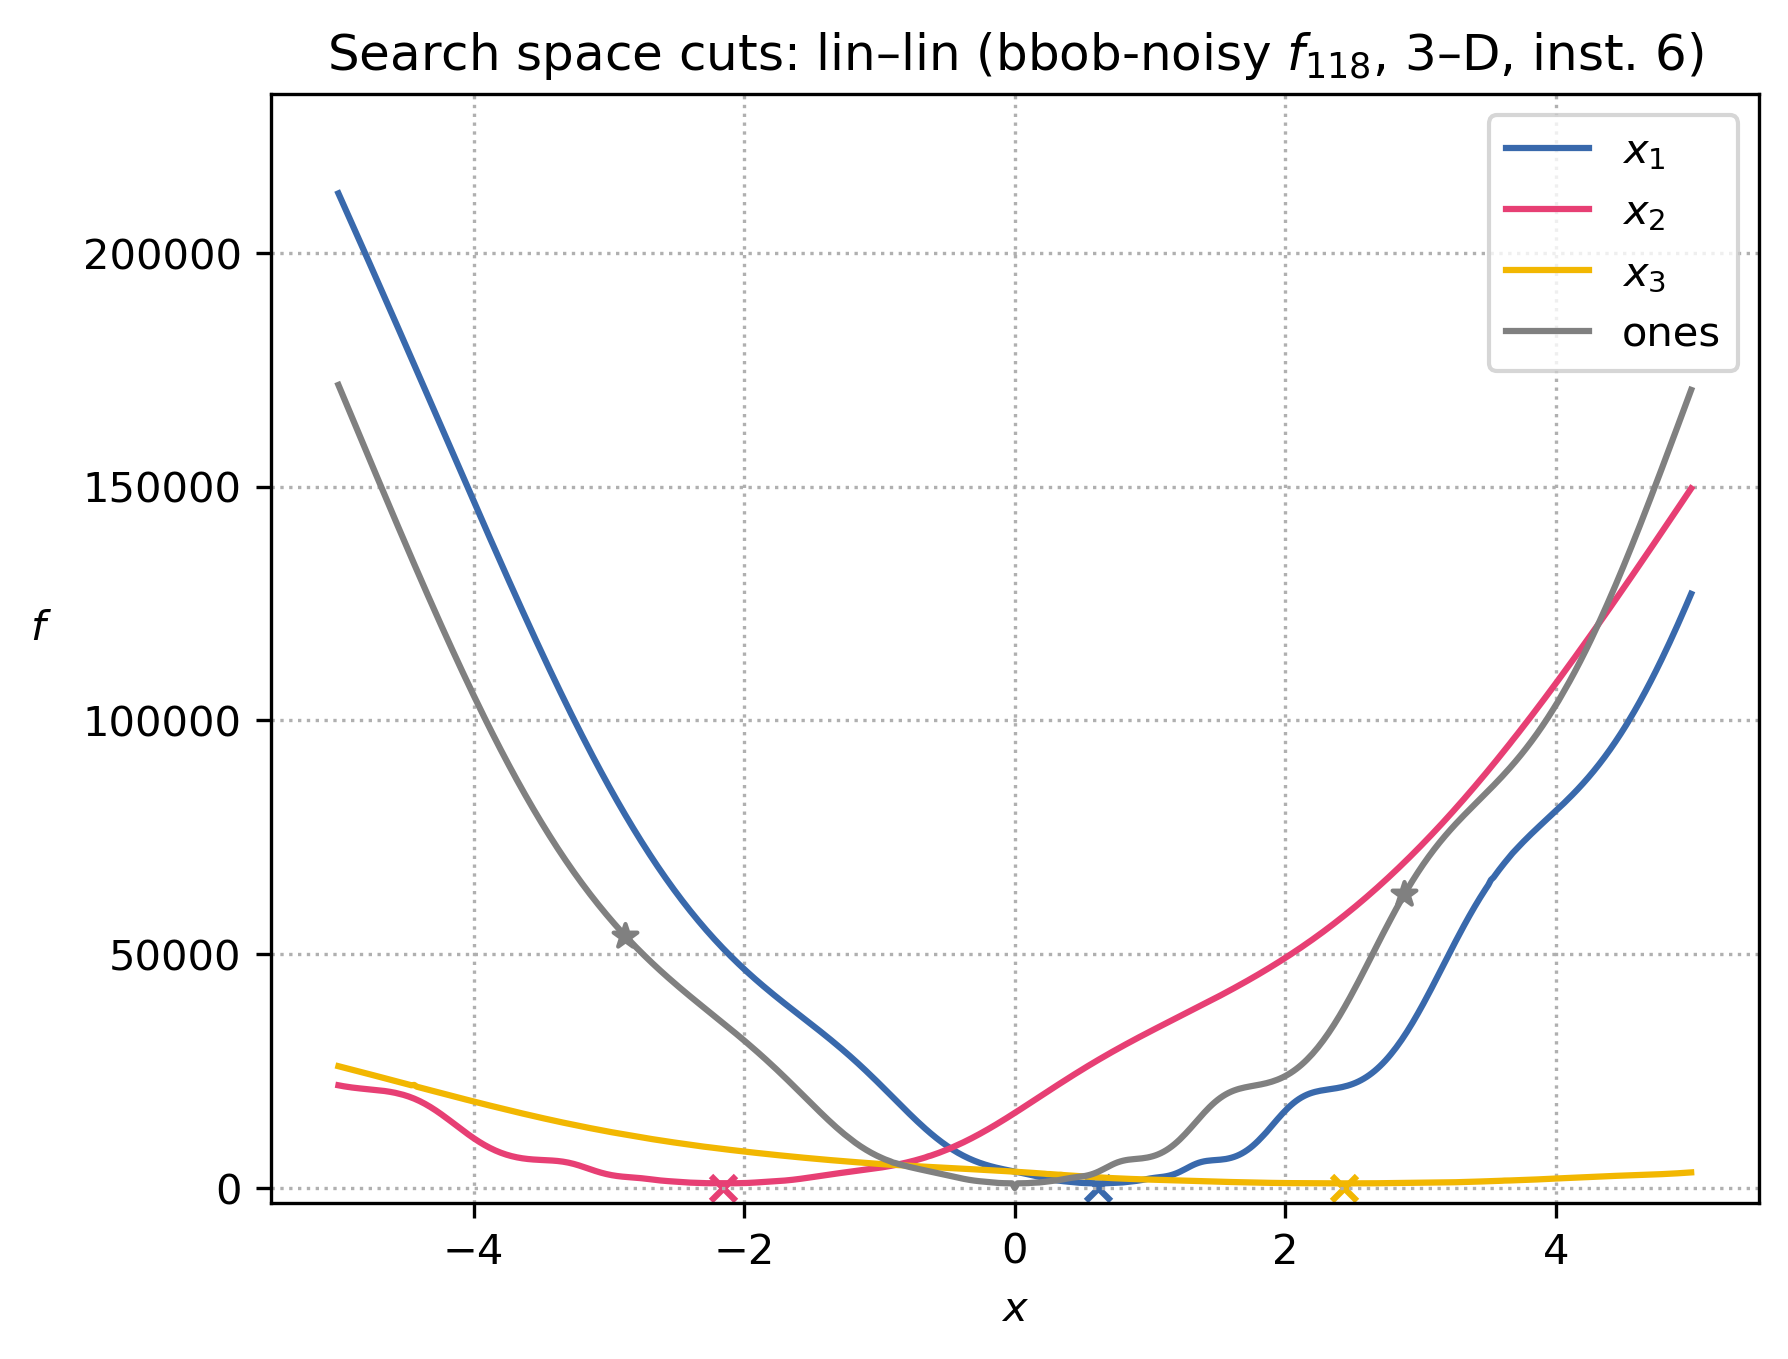 Search space cuts: lin–lin (bbob-noisy f₁₁₈, 3–D, inst. 6)
x₁
x₂
x₃
ones
200000
150000
100000
50000
0
f
−4 −2 0 2 4
x